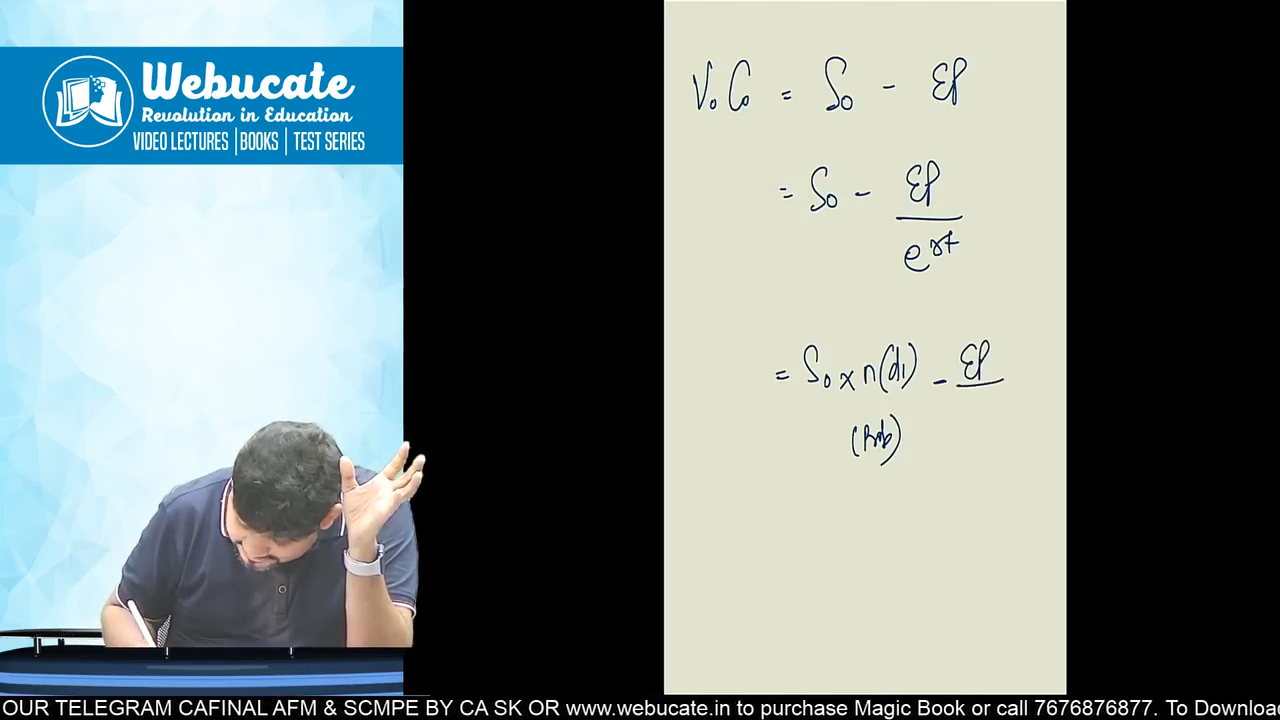 Webucate
Revolution in Education
VIDEO LECTURES | BOOKS | TEST SERIES
V₀C₀ = S₀ - EP
= S₀ - EP / e^rt
= S₀ x n(d1) - EP
(Prob)
OUR TELEGRAM CAFINAL AFM & SCMPE BY CA SK OR www.webucate.in to purchase Magic Book or call 7676876877. To Downloa